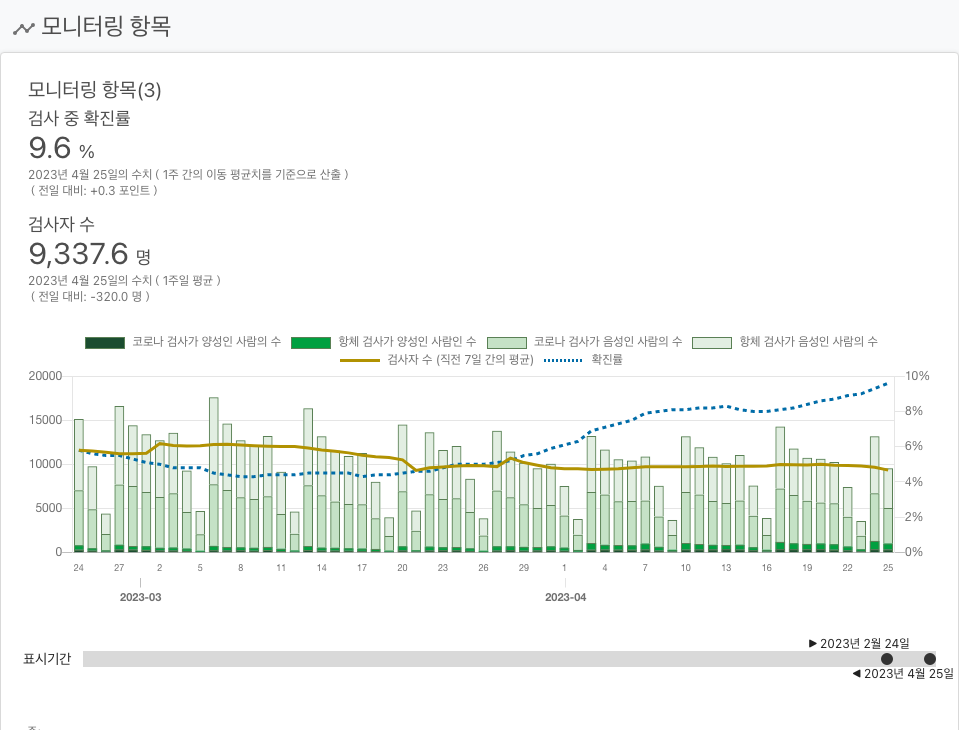 모니터링 항목
모니터링 항목(3)
검사 중 확진률
9.6 %
2023년 4월 25일의 수치 ( 1주 간의 이동 평균치를 기준으로 산출 )
( 전일 대비: +0.3 포인트 )
검사자 수
9,337.6 명
2023년 4월 25일의 수치 ( 1주일 평균 )
( 전일 대비: -320.0 명 )
코로나 검사가 양성인 사람의 수 항체 검사가 양성인 사람인 수 코로나 검사가 음성인 사람의 수 항체 검사가 음성인 사람의 수
검사자 수 (직전 7일 간의 평균) 확진률
20000 10%
15000 8%
10000 6%
5000 4%
0 2%
0%
24 27 2 5 8 11 14 17 20 23 26 29 1 4 7 10 13 16 19 22 25
2023-03 2023-04
▶ 2023년 2월 24일
표시기간
◀ 2023년 4월 25일